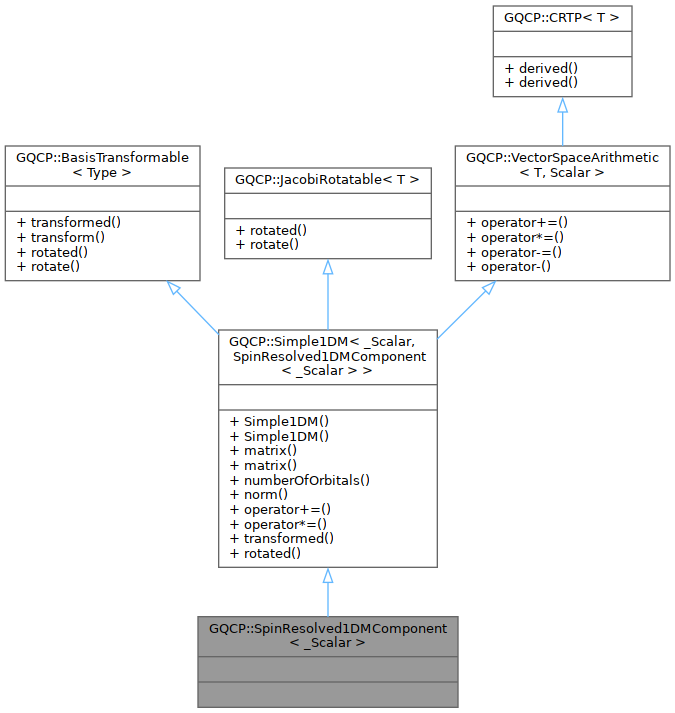 GQCP::CRTP< T >
+ derived()
+ derived()
GQCP::BasisTransformable
< Type >
+ transformed()
+ transform()
+ rotated()
+ rotate()
GQCP::JacobiRotatable< T >
+ rotated()
+ rotate()
GQCP::VectorSpaceArithmetic
< T, Scalar >
+ operator+=()
+ operator*=()
+ operator-=()
+ operator-()
GQCP::Simple1DM< _Scalar,
SpinResolved1DMComponent
< _Scalar > >
+ Simple1DM()
+ Simple1DM()
+ matrix()
+ matrix()
+ numberOfOrbitals()
+ norm()
+ operator+=()
+ operator*=()
+ transformed()
+ rotated()
GQCP::SpinResolved1DMComponent
< _Scalar >